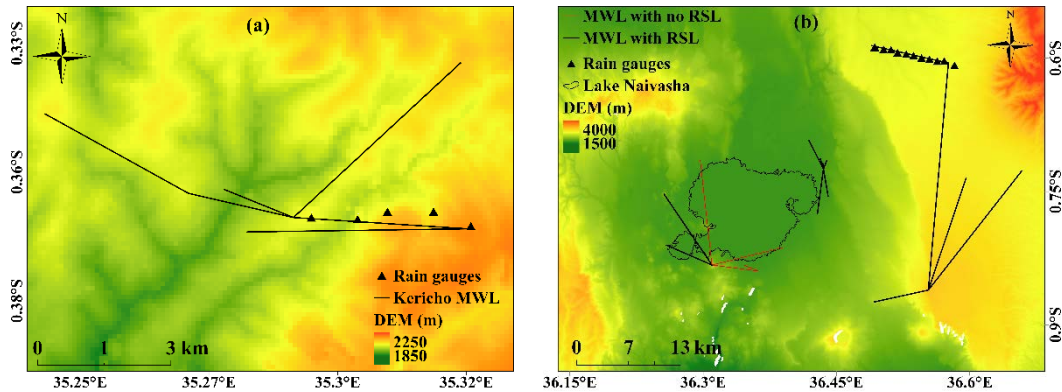 (a)
N
0.33°S
0.36°S
0.38°S
Rain gauges
Kericho MWL
DEM (m)
2250
1850
0 1 3 km
35.25°E 35.27°E 35.3°E 35.32°E
(b)
N
MWL with no RSL
MWL with RSL
Rain gauges
Lake Naivasha
DEM (m)
4000
1500
0.6°S
0.75°S
0.9°S
0 7 13 km
36.15°E 36.3°E 36.45°E 36.6°E